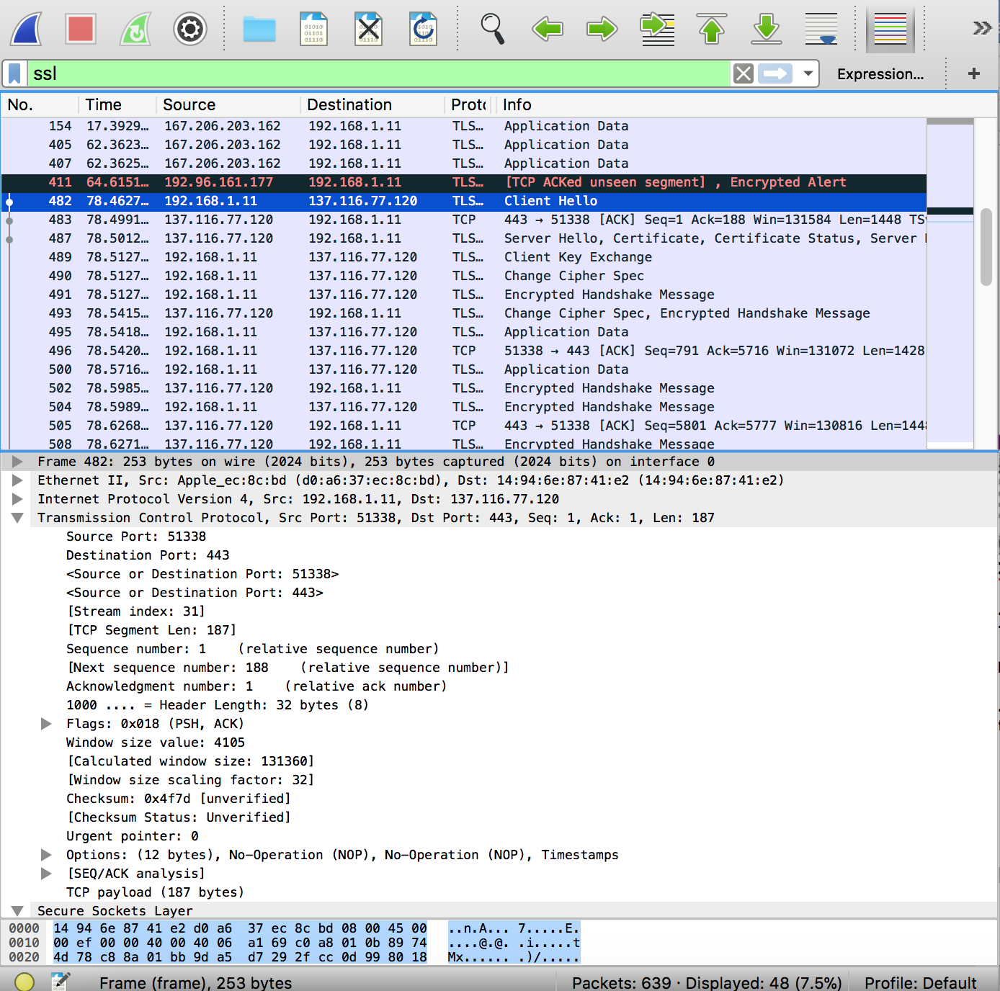 ssl
Expression...
+
No. Time Source Destination Info
154 17.3929… 167.206.203.162 192.168.1.11 TLS… Application Data
405 62.3623… 167.206.203.162 192.168.1.11 TLS… Application Data
407 62.3625… 167.206.203.162 192.168.1.11 TLS… Application Data
411 64.6151… 192.96.161.177 192.168.1.11 TLS… [TCP ACKed unseen segment] , Encrypted Alert
482 78.4627… 192.168.1.11 137.116.77.120 TLS… Client Hello
483 78.4991… 137.116.77.120 192.168.1.11 TCP 443 → 51338 [ACK] Seq=1 Ack=188 Win=131584 Len=1448
487 78.5012… 137.116.77.120 192.168.1.11 TLS… Server Hello, Certificate, Certificate Status, Server
489 78.5127… 192.168.1.11 137.116.77.120 TLS… Client Key Exchange
490 78.5127… 192.168.1.11 137.116.77.120 TLS… Change Cipher Spec
491 78.5127… 192.168.1.11 137.116.77.120 TLS… Encrypted Handshake Message
493 78.5415… 137.116.77.120 192.168.1.11 TLS… Change Cipher Spec, Encrypted Handshake Message
495 78.5418… 192.168.1.11 137.116.77.120 TLS… Application Data
496 78.5420… 192.168.1.11 137.116.77.120 TCP 51338 → 443 [ACK] Seq=791 Ack=5716 Win=131072 Len=1428
500 78.5716… 192.168.1.11 137.116.77.120 TLS… Application Data
502 78.5985… 137.116.77.120 192.168.1.11 TLS… Encrypted Handshake Message
504 78.5989… 192.168.1.11 137.116.77.120 TLS… Encrypted Handshake Message
505 78.6268… 137.116.77.120 192.168.1.11 TCP 443 → 51338 [ACK] Seq=5801 Ack=5777 Win=130816 Len=1448
508 78.6271… 137.116.77.120 192.168.1.11 TLS… Encrypted Handshake Message
Frame 482: 253 bytes on wire (2024 bits), 253 bytes captured (2024 bits) on interface 0
Ethernet II, Src: Apple_ec:8c:bd (d0:a6:37:ec:8c:bd), Dst: 14:94:6e:87:41:e2 (14:94:6e:87:41:e2)
Internet Protocol Version 4, Src: 192.168.1.11, Dst: 137.116.77.120
Transmission Control Protocol, Src Port: 51338, Dst Port: 443, Seq: 1, Ack: 1, Len: 187
Source Port: 51338
Destination Port: 443
<Source or Destination Port: 51338>
<Source or Destination Port: 443>
[Stream index: 31]
[TCP Segment Len: 187]
Sequence number: 1    (relative sequence number)
[Next sequence number: 188    (relative sequence number)]
Acknowledgment number: 1    (relative ack number)
1000 .... = Header Length: 32 bytes (8)
Flags: 0x018 (PSH, ACK)
Window size value: 4105
[Calculated window size: 131360]
[Window size scaling factor: 32]
Checksum: 0x4f7d [unverified]
[Checksum Status: Unverified]
Urgent pointer: 0
Options: (12 bytes), No-Operation (NOP), No-Operation (NOP), Timestamps
[SEQ/ACK analysis]
TCP payload (187 bytes)
Secure Sockets Layer
0000 14 94 6e 87 41 e2 d0 a6 37 ec 8c bd 08 00 45 00 ..n.A... 7.....E.
0010 00 ef 00 00 40 00 40 06 a1 69 c0 a8 01 0b 89 74 ....@.@. .i.....t
0020 4d 78 c8 8a 01 bb 9d a5 d7 29 2f cc 0d 99 80 18 Mx...... .)/.....
Frame (frame), 253 bytes Packets: 639 · Displayed: 48 (7.5%) Profile: Default